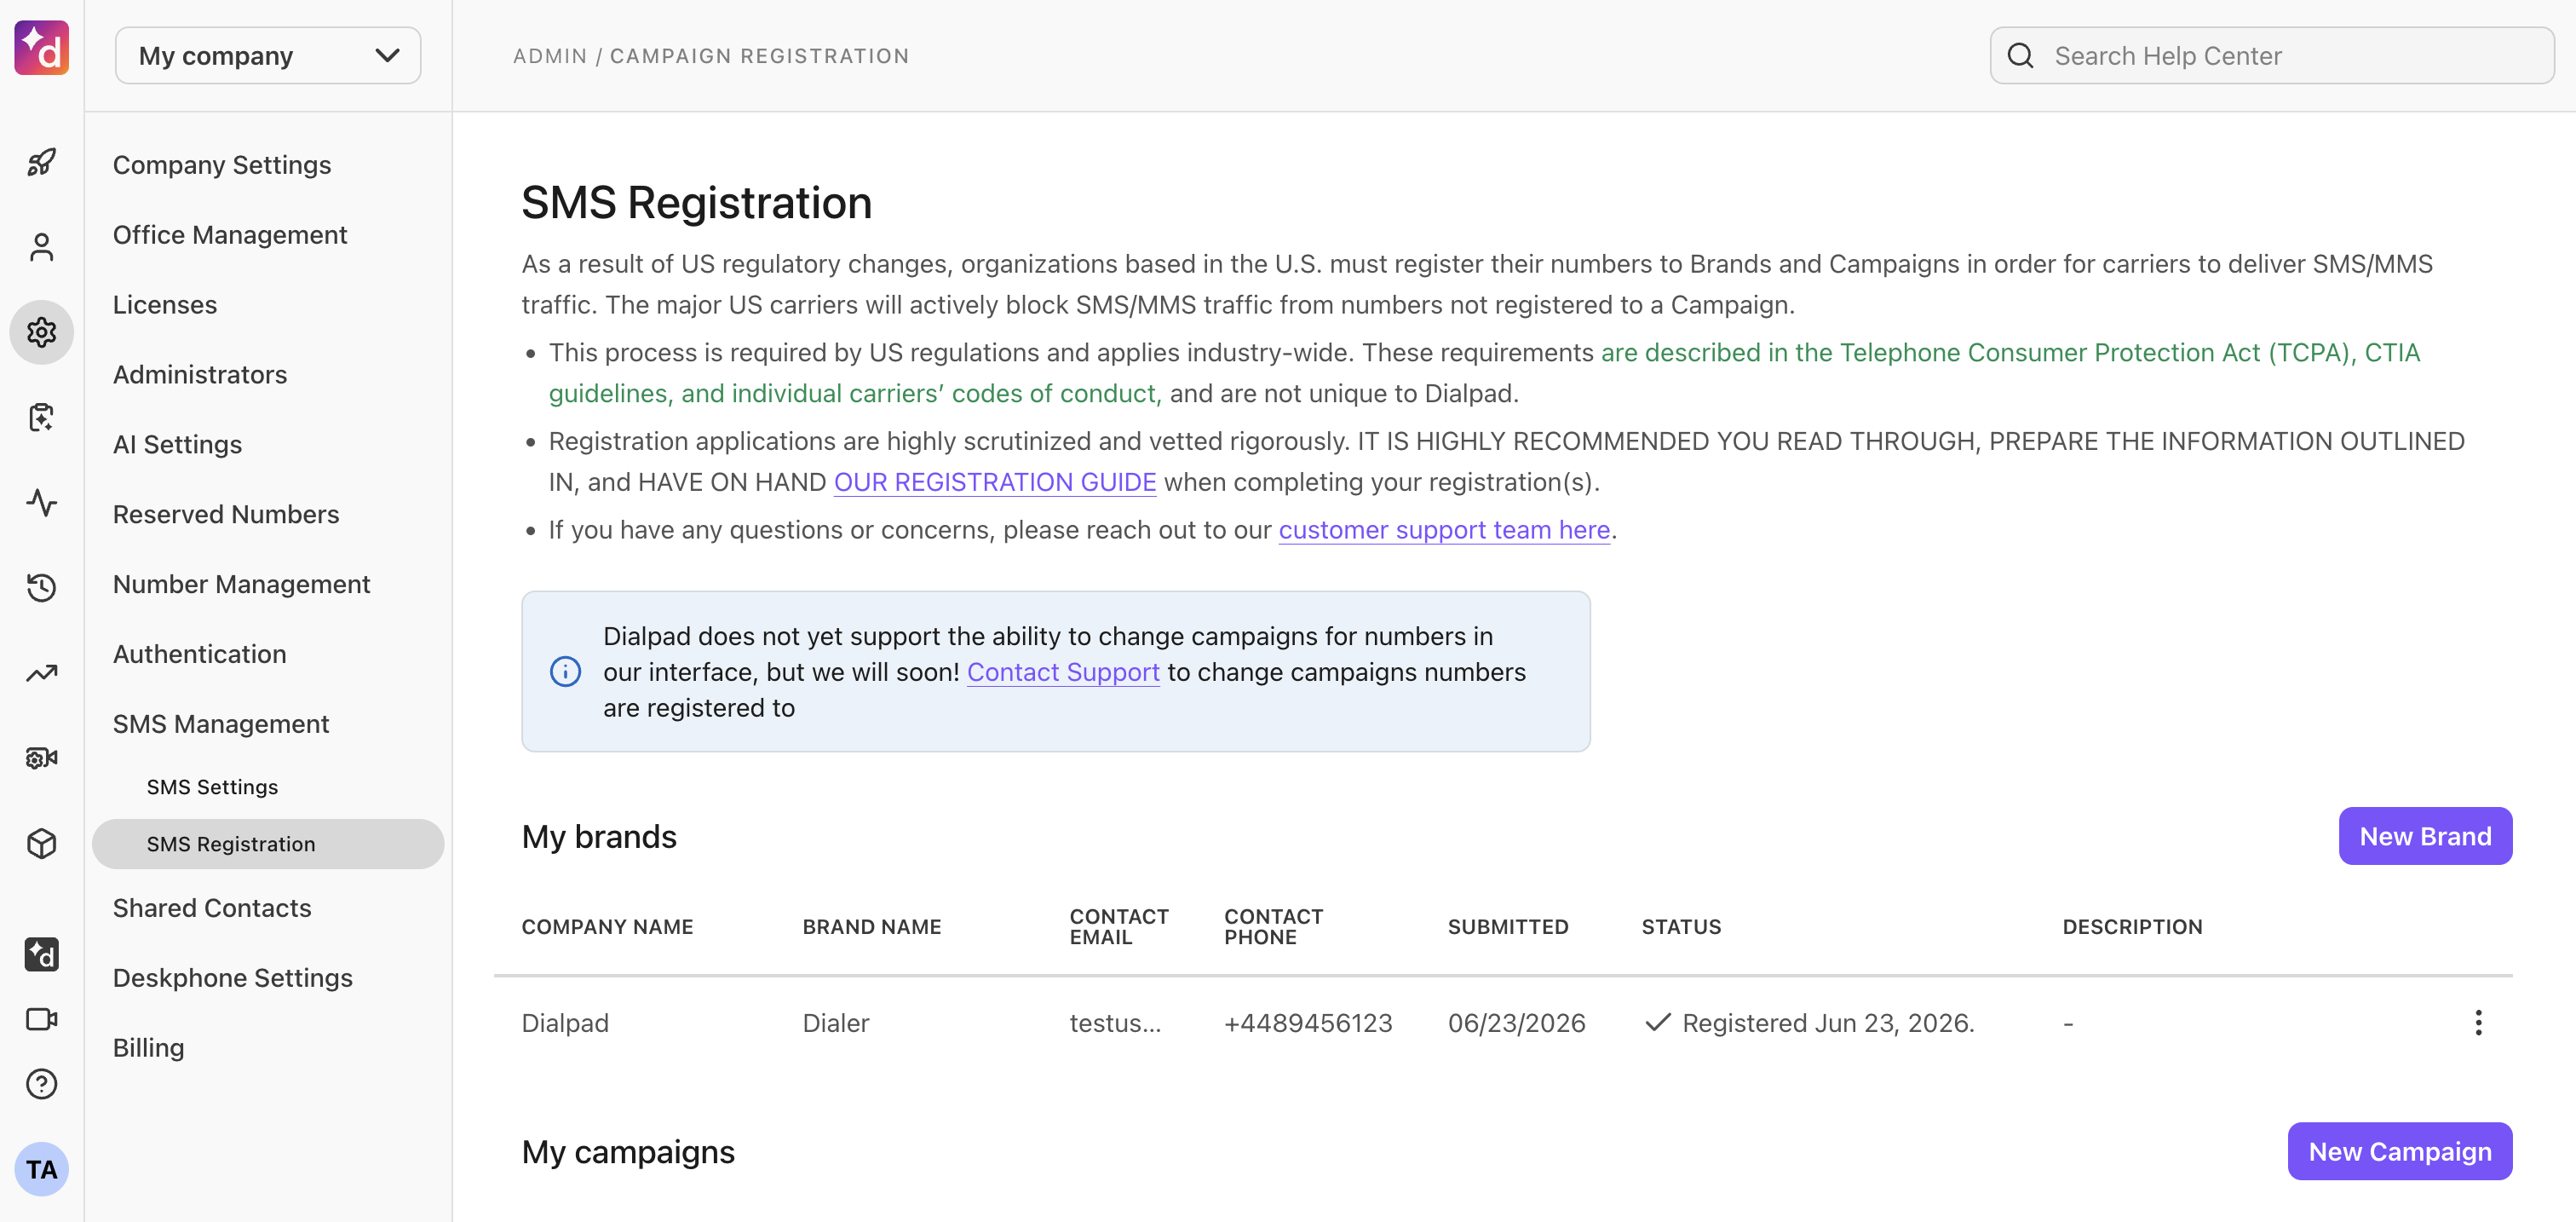 d
My company
ADMIN / CAMPAIGN REGISTRATION
Search Help Center
Company Settings
Office Management
Licenses
Administrators
AI Settings
Reserved Numbers
Number Management
Authentication
SMS Management
SMS Settings
SMS Registration
Shared Contacts
Deskphone Settings
Billing
d
TA
SMS Registration
As a result of US regulatory changes, organizations based in the U.S. must register their numbers to Brands and Campaigns in order for carriers to deliver SMS/MMS
traffic. The major US carriers will actively block SMS/MMS traffic from numbers not registered to a Campaign.
• This process is required by US regulations and applies industry-wide. These requirements are described in the Telephone Consumer Protection Act (TCPA), CTIA
guidelines, and individual carriers’ codes of conduct, and are not unique to Dialpad.
• Registration applications are highly scrutinized and vetted rigorously. IT IS HIGHLY RECOMMENDED YOU READ THROUGH, PREPARE THE INFORMATION OUTLINED
IN, and HAVE ON HAND OUR REGISTRATION GUIDE when completing your registration(s).
• If you have any questions or concerns, please reach out to our customer support team here.
Dialpad does not yet support the ability to change campaigns for numbers in
our interface, but we will soon! Contact Support to change campaigns numbers
are registered to
My brands
New Brand
COMPANY NAME BRAND NAME CONTACT EMAIL CONTACT PHONE SUBMITTED STATUS DESCRIPTION
Dialpad Dialer testus... +4489456123 06/23/2026 Registered Jun 23, 2026. -
My campaigns
New Campaign